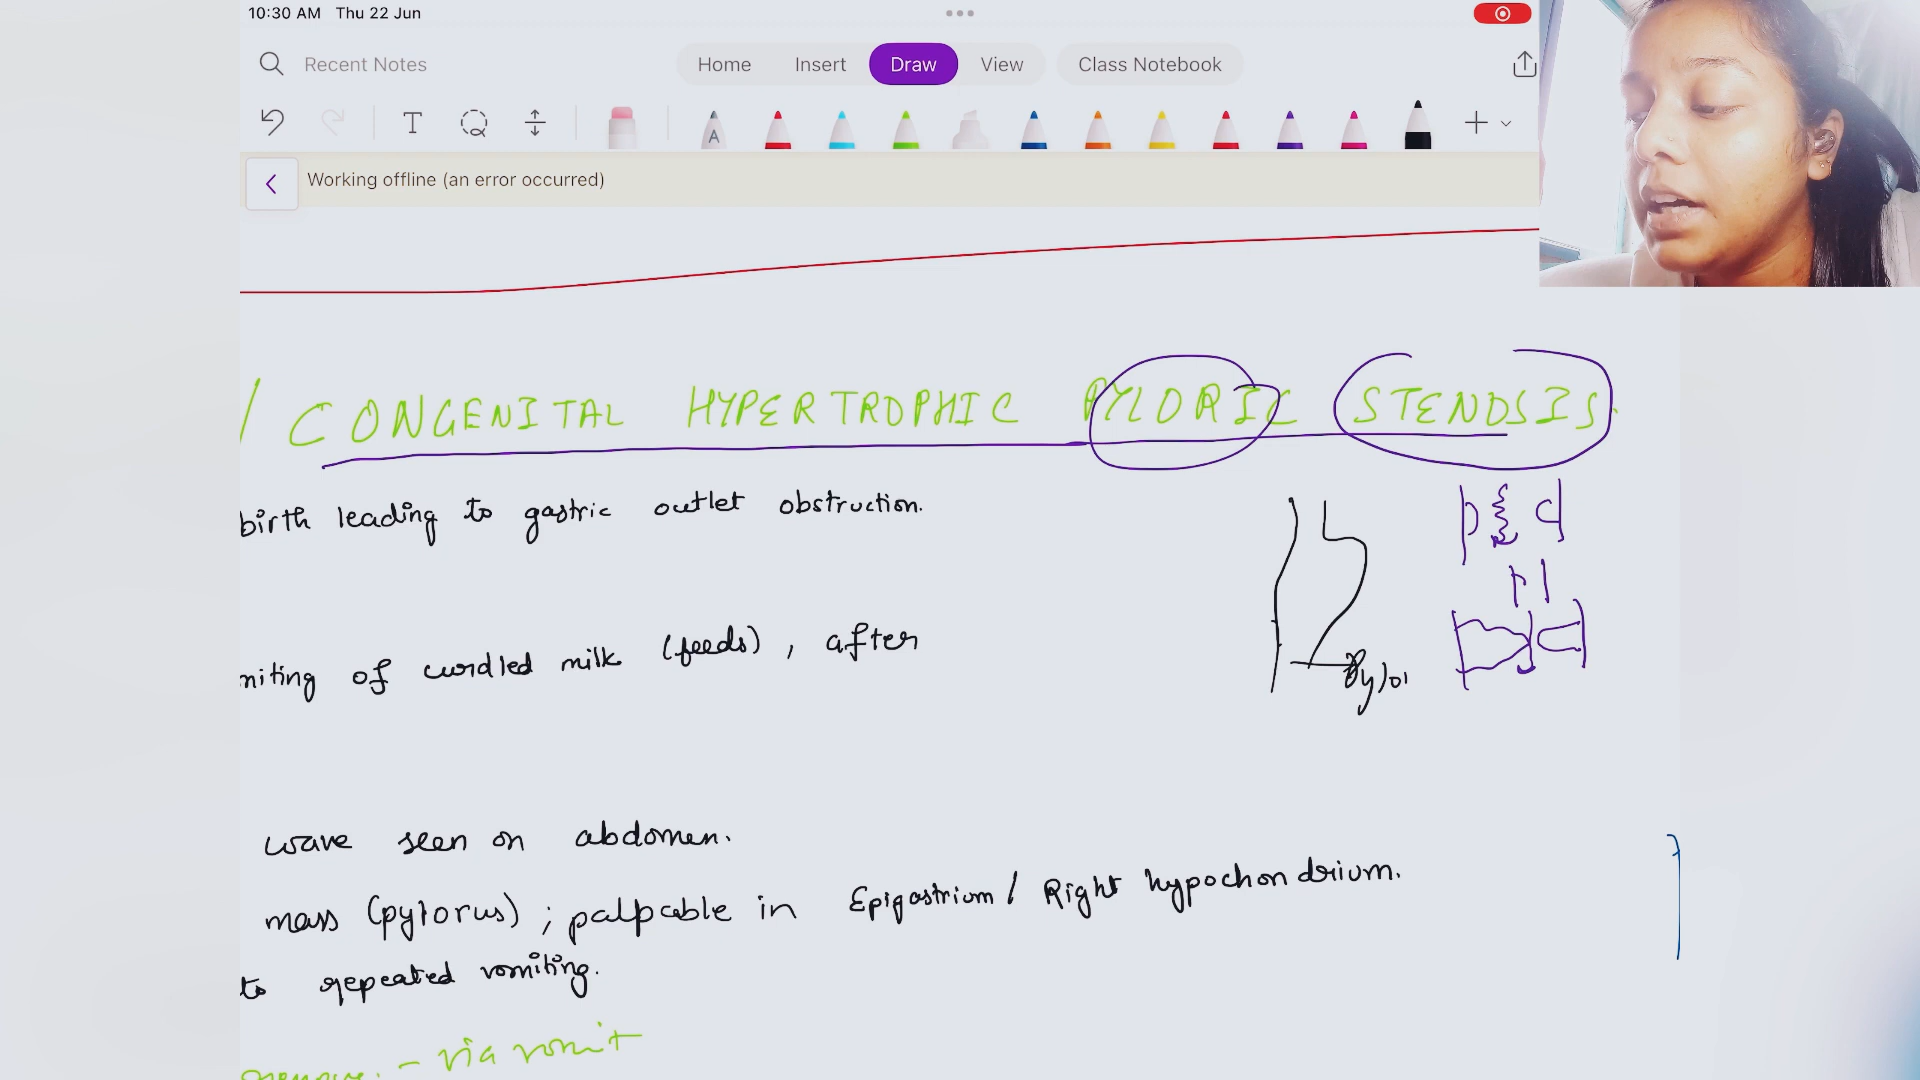 10:30 AM Thu 22 Jun
Recent Notes
Home Insert Draw View Class Notebook
T A
Working offline (an error occurred)
/ CONGENITAL HYPERTROPHIC PYLORIC STENOSIS.
birth leading to gastric outlet obstruction.
miting of curdled milk (feeds), after
Pylori
wave seen on abdomen.
mass (pylorus) ; palpable in Epigastrium / Right hypochondrium.
to repeated vomiting.
- via vomit